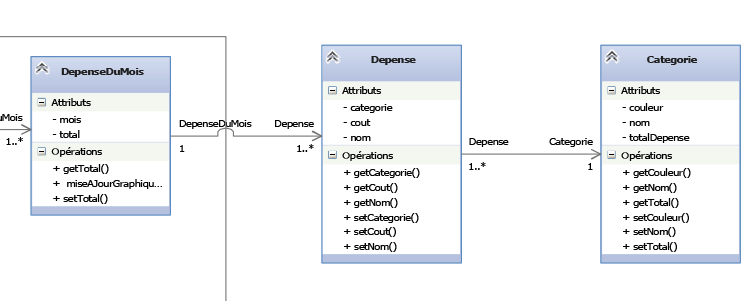 DepenseDuMois
Attributs
- mois
- total
Opérations
+ getTotal()
+ miseAJourGraphiqu...
+ setTotal()
1..*
DepenseDuMois
1
Depense
1..*
Depense
Attributs
- categorie
- cout
- nom
Opérations
+ getCategorie()
+ getCout()
+ getNom()
+ setCategorie()
+ setCout()
+ setNom()
Depense
1..*
Categorie
1
Categorie
Attributs
- couleur
- nom
- totalDepense
Opérations
+ getCouleur()
+ getNom()
+ getTotal()
+ setCouleur()
+ setNom()
+ setTotal()